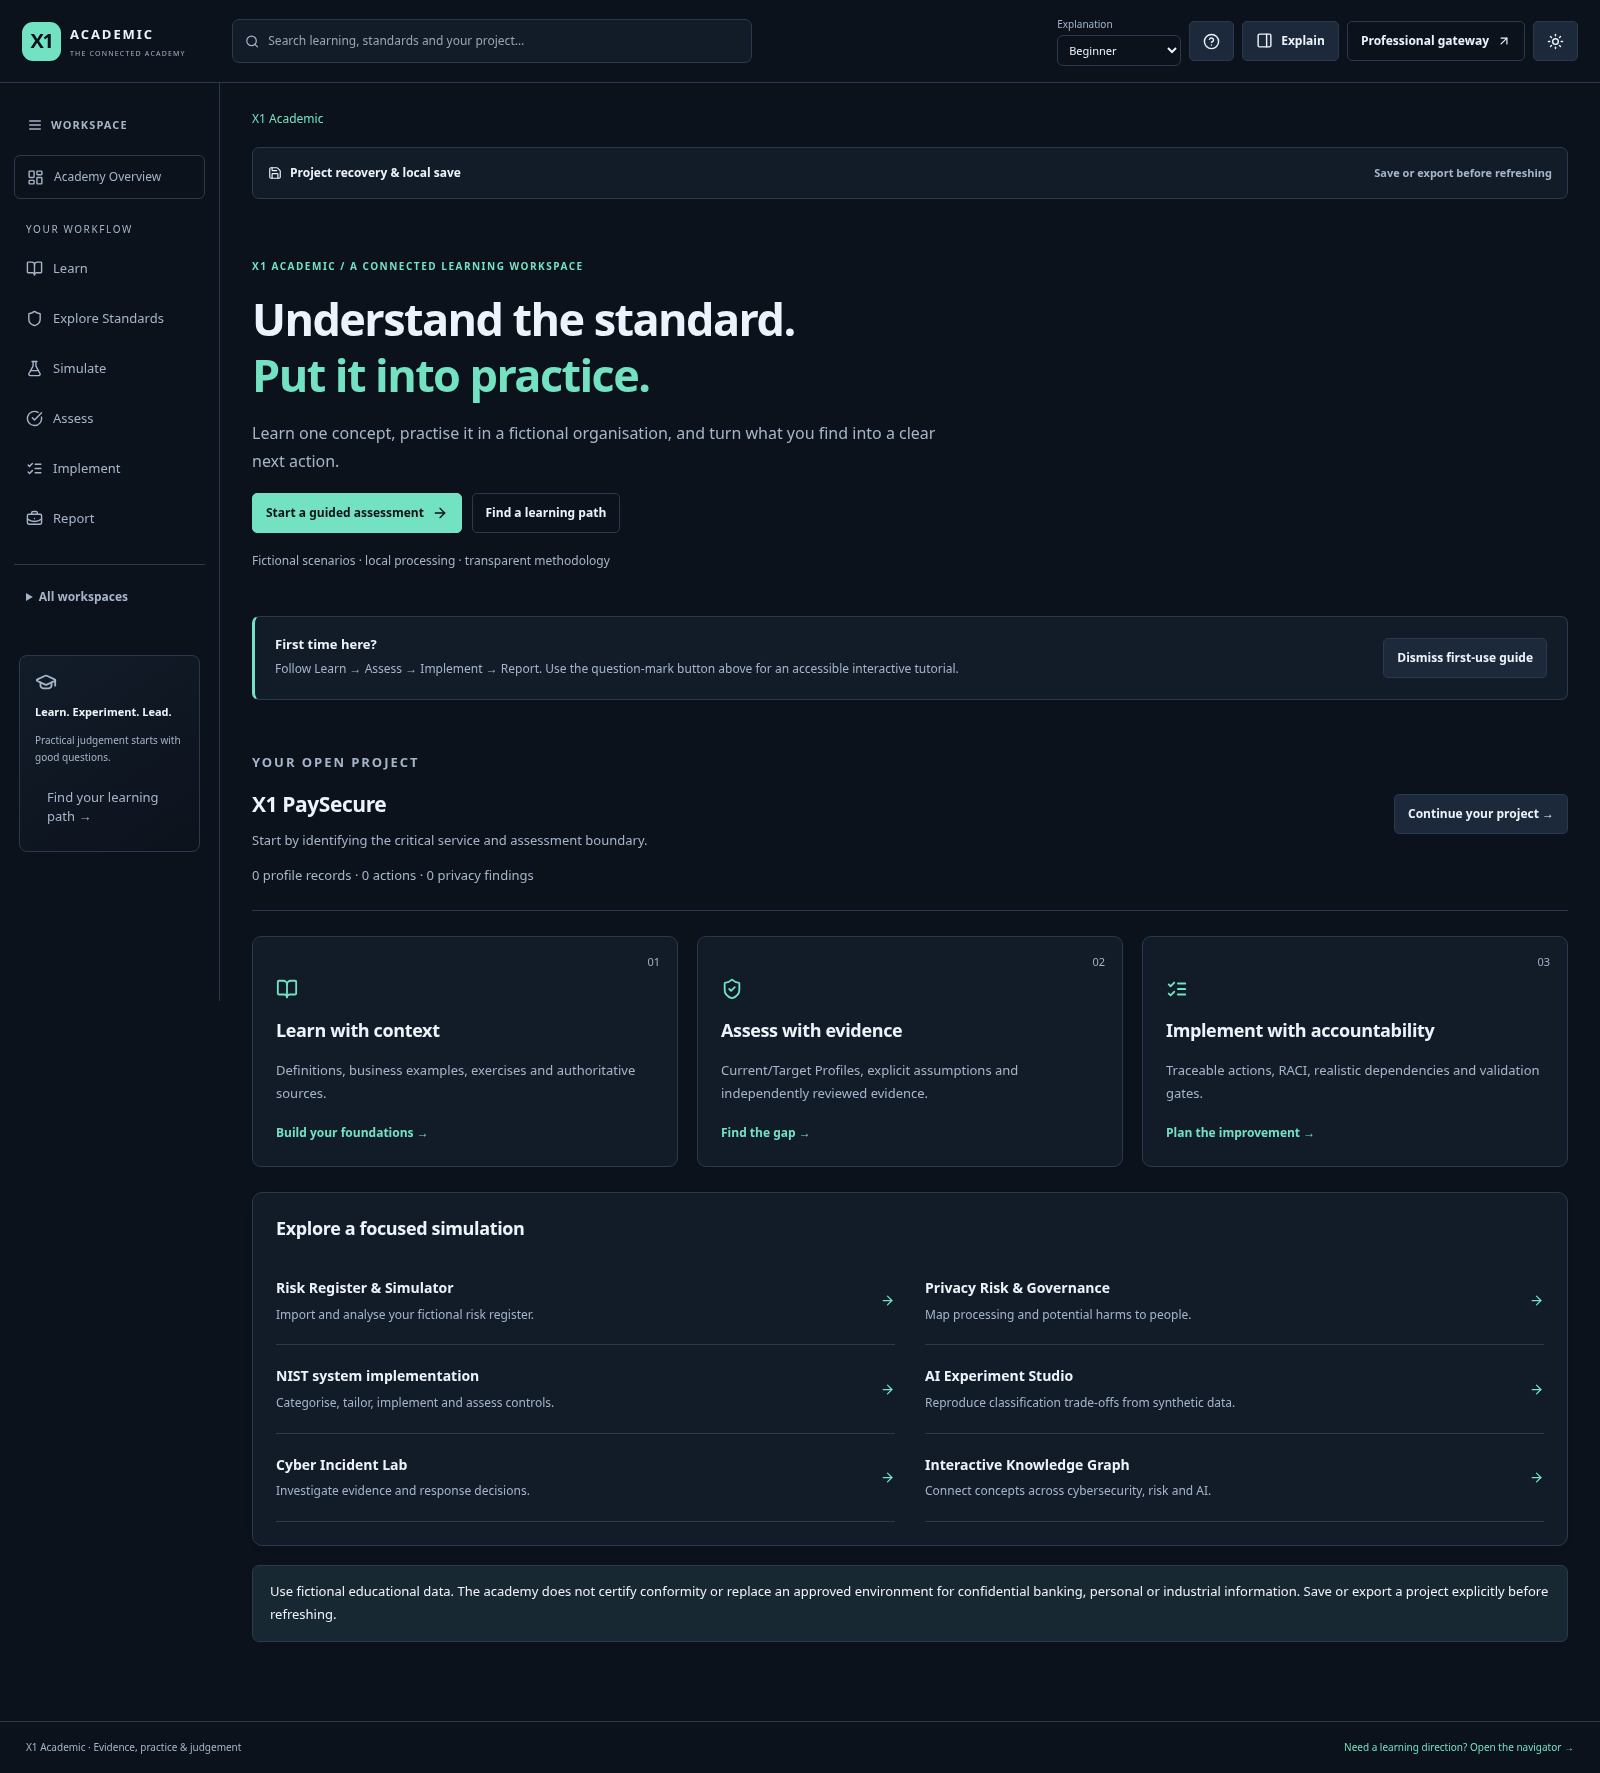 X1
ACADEMIC
THE CONNECTED ACADEMY
Search learning, standards and your project...
Explanation
Beginner
Explain
Professional gateway
WORKSPACE
Academy Overview
YOUR WORKFLOW
Learn
Explore Standards
Simulate
Assess
Implement
Report
All workspaces
Learn. Experiment. Lead.
Practical judgement starts with
good questions.
Find your learning
path →
X1 Academic
Project recovery & local save
Save or export before refreshing
X1 ACADEMIC / A CONNECTED LEARNING WORKSPACE
Understand the standard.
Put it into practice.
Learn one concept, practise it in a fictional organisation, and turn what you find into a clear
next action.
Start a guided assessment
Find a learning path
Fictional scenarios · local processing · transparent methodology
First time here?
Follow Learn → Assess → Implement → Report. Use the question-mark button above for an accessible interactive tutorial.
Dismiss first-use guide
YOUR OPEN PROJECT
X1 PaySecure
Start by identifying the critical service and assessment boundary.
0 profile records · 0 actions · 0 privacy findings
Continue your project →
01
Learn with context
Definitions, business examples, exercises and authoritative
sources.
Build your foundations →
02
Assess with evidence
Current/Target Profiles, explicit assumptions and
independently reviewed evidence.
Find the gap →
03
Implement with accountability
Traceable actions, RACI, realistic dependencies and validation
gates.
Plan the improvement →
Explore a focused simulation
Risk Register & Simulator
Import and analyse your fictional risk register.
Privacy Risk & Governance
Map processing and potential harms to people.
NIST system implementation
Categorise, tailor, implement and assess controls.
AI Experiment Studio
Reproduce classification trade-offs from synthetic data.
Cyber Incident Lab
Investigate evidence and response decisions.
Interactive Knowledge Graph
Connect concepts across cybersecurity, risk and AI.
Use fictional educational data. The academy does not certify conformity or replace an approved environment for confidential banking, personal or industrial information. Save or export a project explicitly before
refreshing.
X1 Academic · Evidence, practice & judgement
Need a learning direction? Open the navigator →